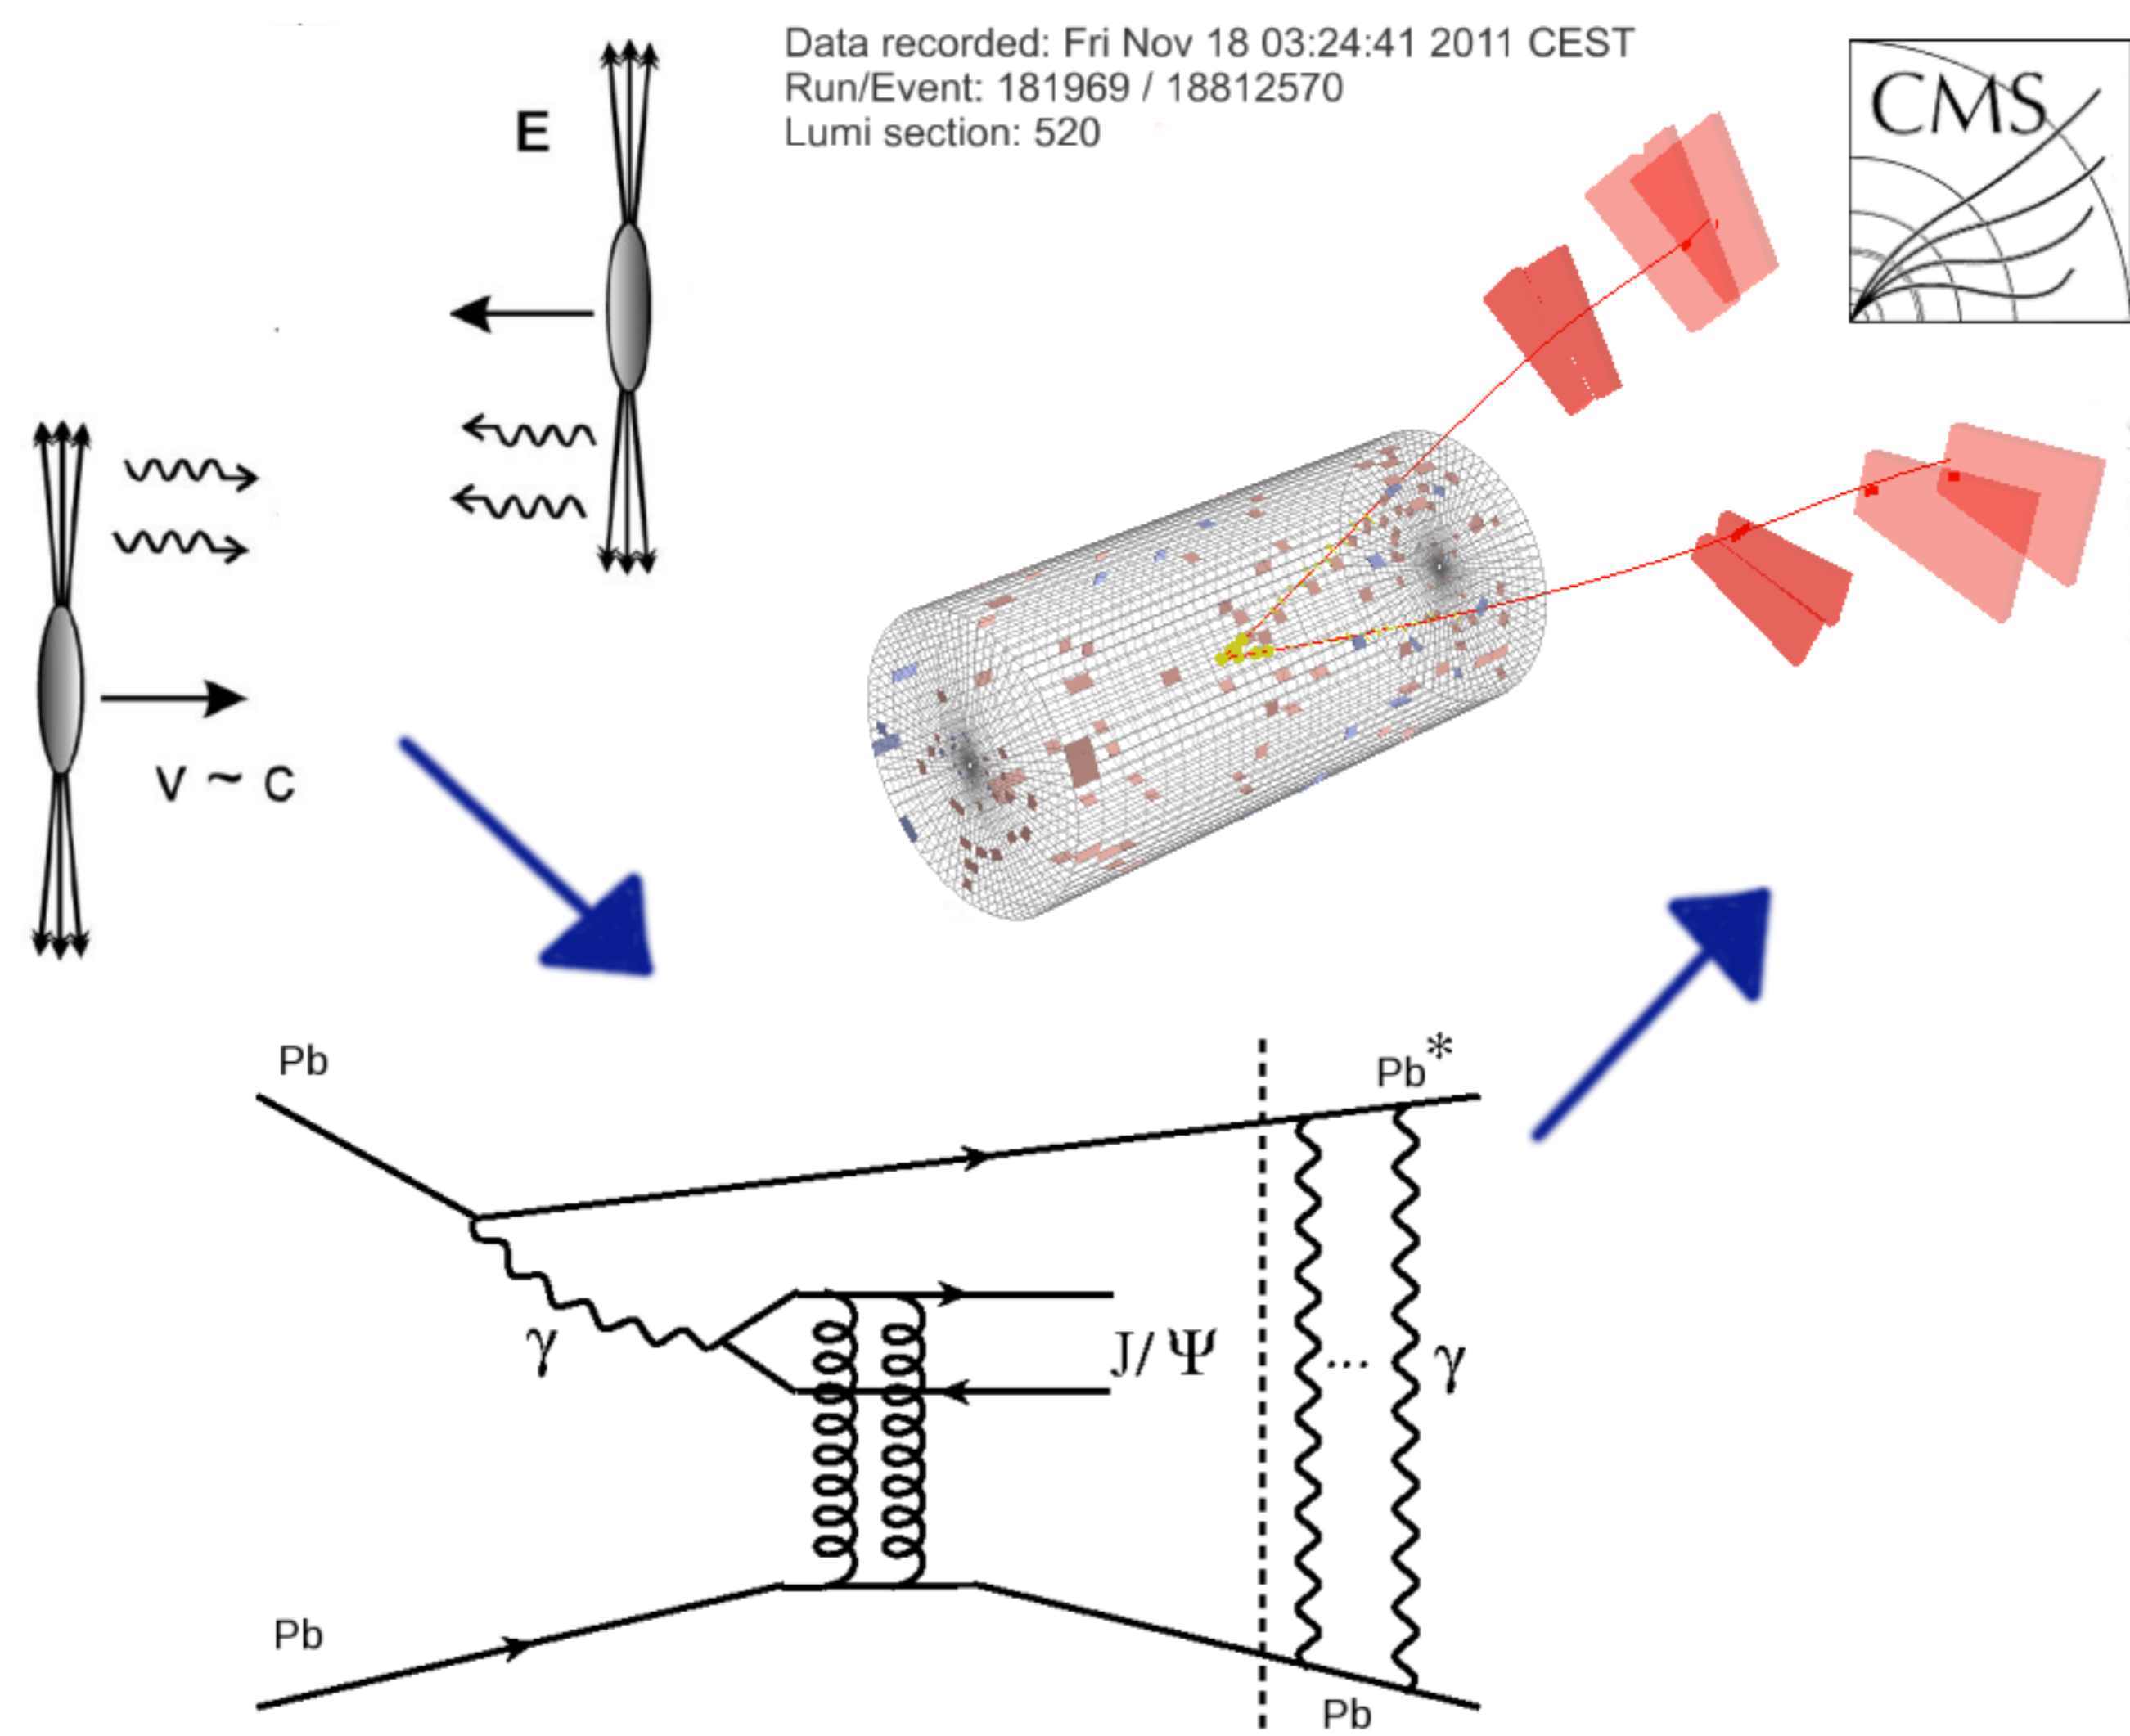 Data recorded: Fri Nov 18 03:24:41 2011 CEST
Run/Event: 181969 / 18812570
Lumi section: 520
CMS
E
v ~ c
Pb
Pb*
γ
J/Ψ
...
γ
Pb
Pb